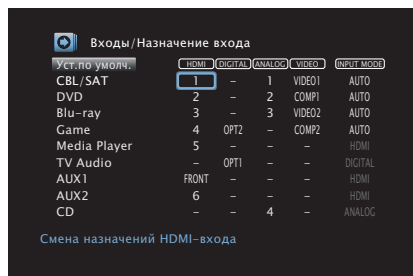 Входы/Назначение входа
Уст.по умолч. HDMI DIGITAL ANALOG VIDEO INPUT MODE
CBL/SAT 1 – 1 VIDEO1 AUTO
DVD 2 – 2 COMP1 AUTO
Blu-ray 3 – 3 VIDEO2 AUTO
Game 4 OPT2 – COMP2 AUTO
Media Player 5 – – – HDMI
TV Audio – OPT1 – – DIGITAL
AUX1 FRONT – – – HDMI
AUX2 6 – – – HDMI
CD – – 4 – ANALOG
Смена назначений HDMI-входа